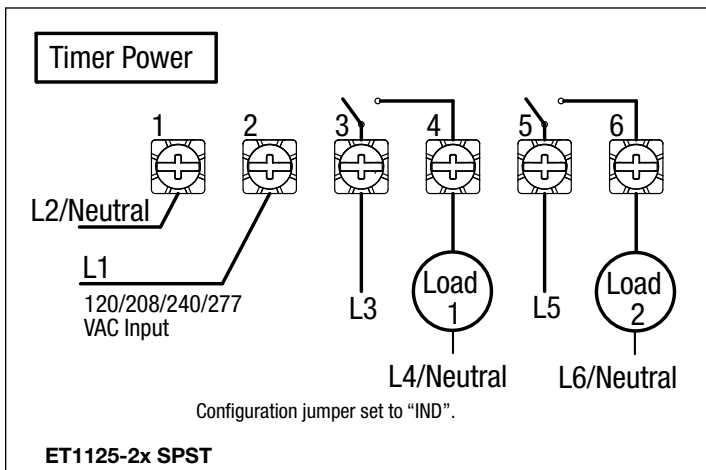 Timer Power
1 2 3 4 5 6
L2/Neutral
L1
120/208/240/277
VAC Input
L3
Load
1
L4/Neutral
L5
Load
2
L6/Neutral
Configuration jumper set to “IND”.
ET1125-2x SPST